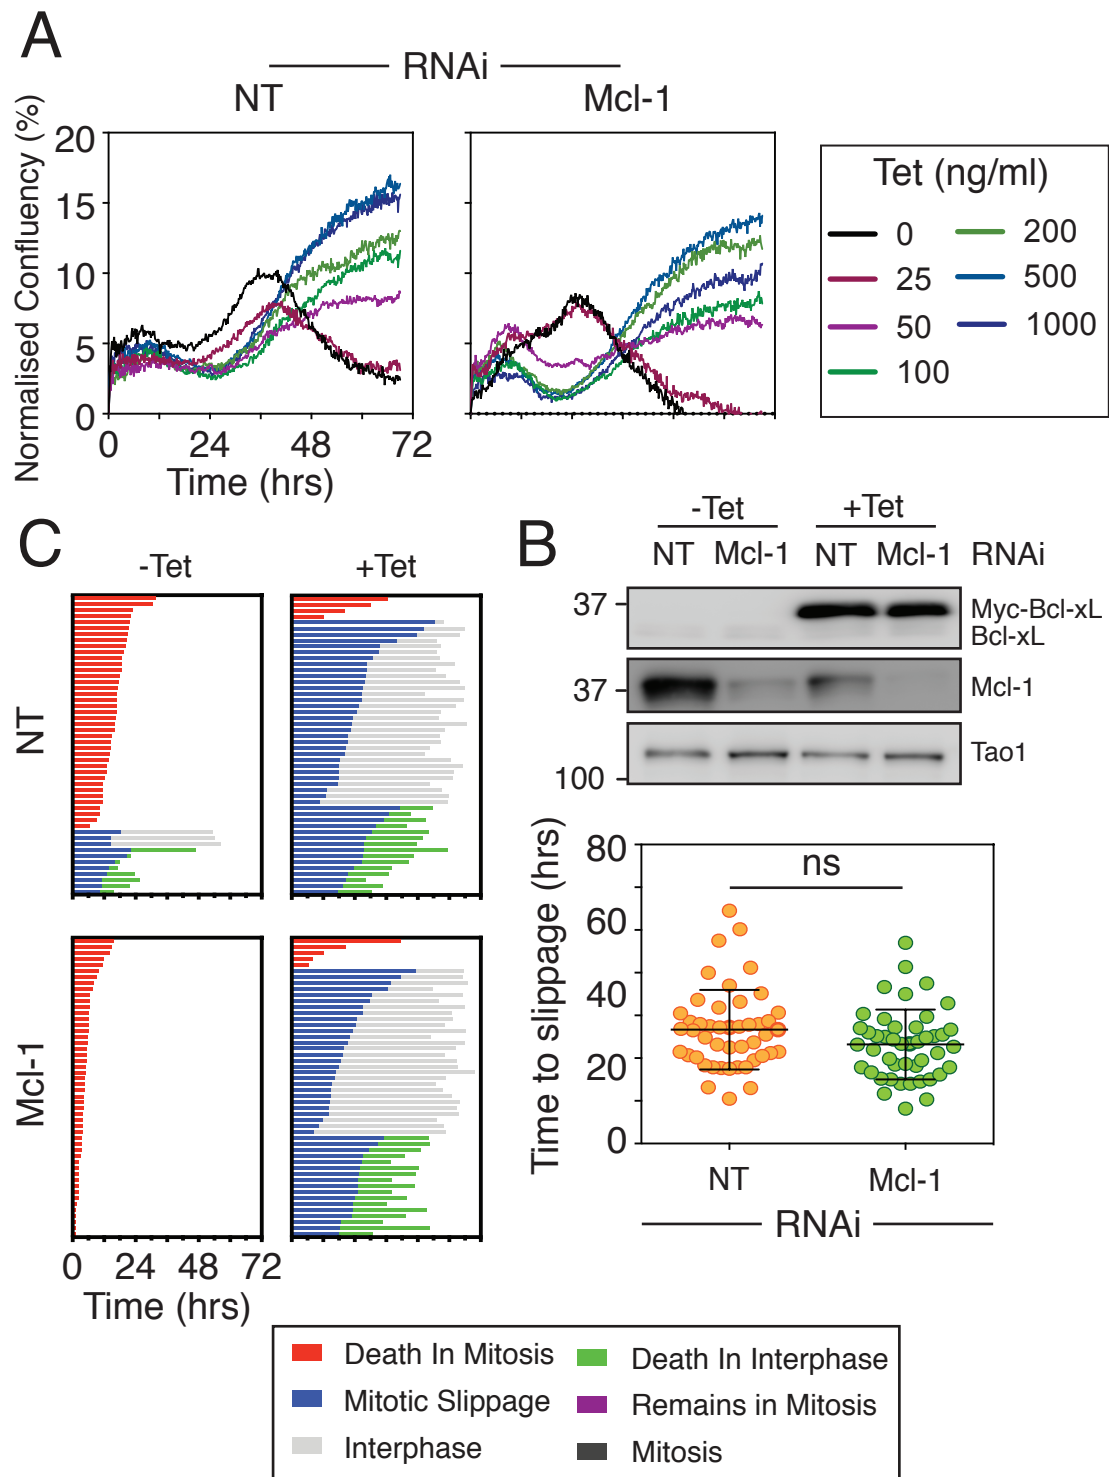 A
RNAi
NT Mcl-1
Normalised Confluency (%)
20
15
10
5
0
0 24 48 72
Time (hrs)
Tet (ng/ml)
0 200
25 500
50 1000
100
C
-Tet +Tet
NT
Mcl-1
0 24 48 72
Time (hrs)
B
-Tet +Tet
NT Mcl-1 NT Mcl-1 RNAi
37 Myc-Bcl-xL
Bcl-xL
37 Mcl-1
Tao1
100
Time to slippage (hrs)
80
60
40
20
0
ns
NT Mcl-1
RNAi
Death In Mitosis Death In Interphase
Mitotic Slippage Remains in Mitosis
Interphase Mitosis